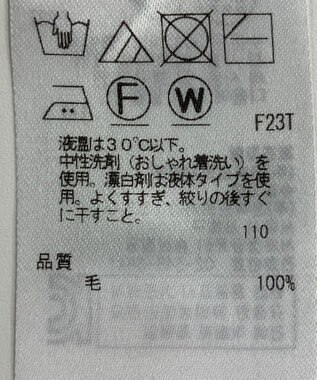 F
W
F23T
液温は30℃以下。
中性洗剤（おしゃれ着洗い）を
使用。漂白剤は液体タイプを使
用。よくすすぎ、絞りの後すぐ
に干すこと。
110
品質
毛 100%